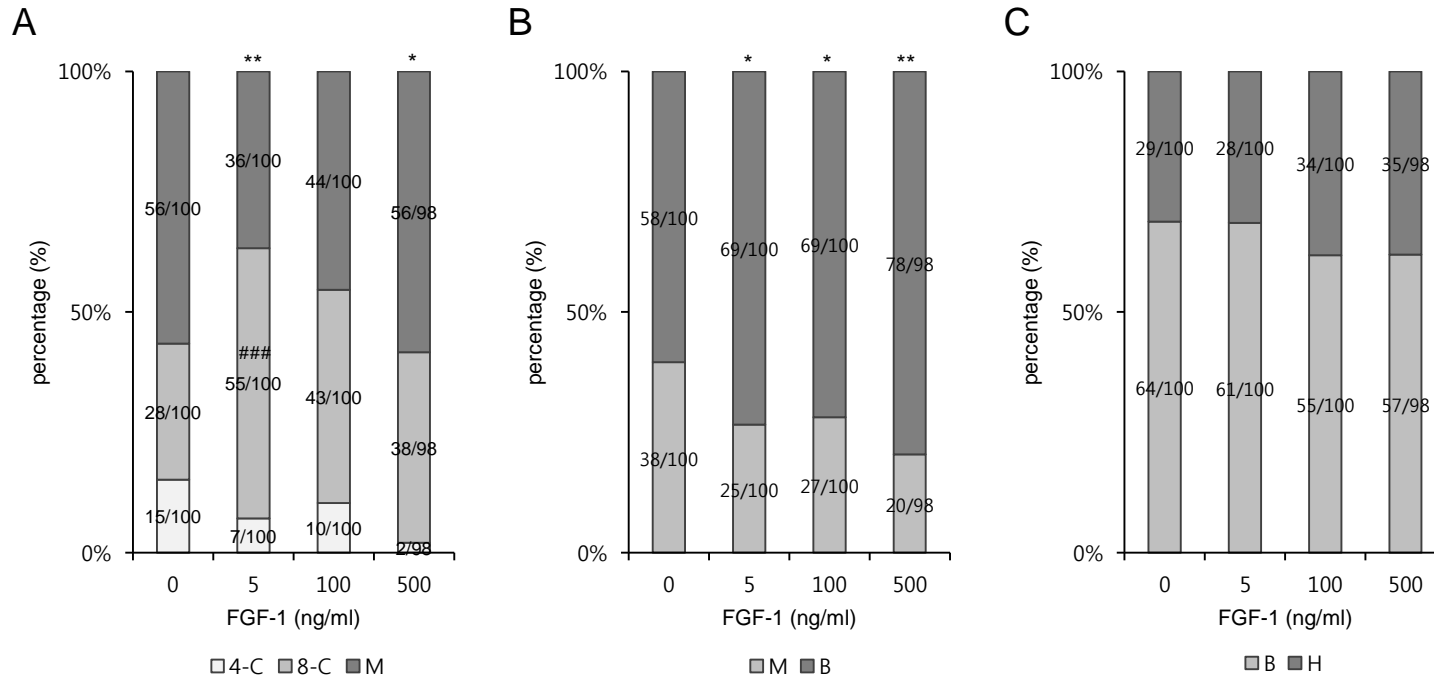 A
** *
100%
36/100
44/100
56/100
56/98
50%
###
55/100
43/100
28/100
38/98
15/100
10/100
7/100
2/98
0%
0 5 100 500
percentage (%)
FGF-1 (ng/ml)
4-C 8-C M
B
* * **
100%
58/100
69/100
69/100
78/98
50%
38/100
25/100
27/100
20/98
0%
0 5 100 500
percentage (%)
FGF-1 (ng/ml)
M B
C
100%
29/100
28/100
34/100
35/98
50%
64/100
61/100
55/100
57/98
0%
0 5 100 500
percentage (%)
FGF-1 (ng/ml)
B H